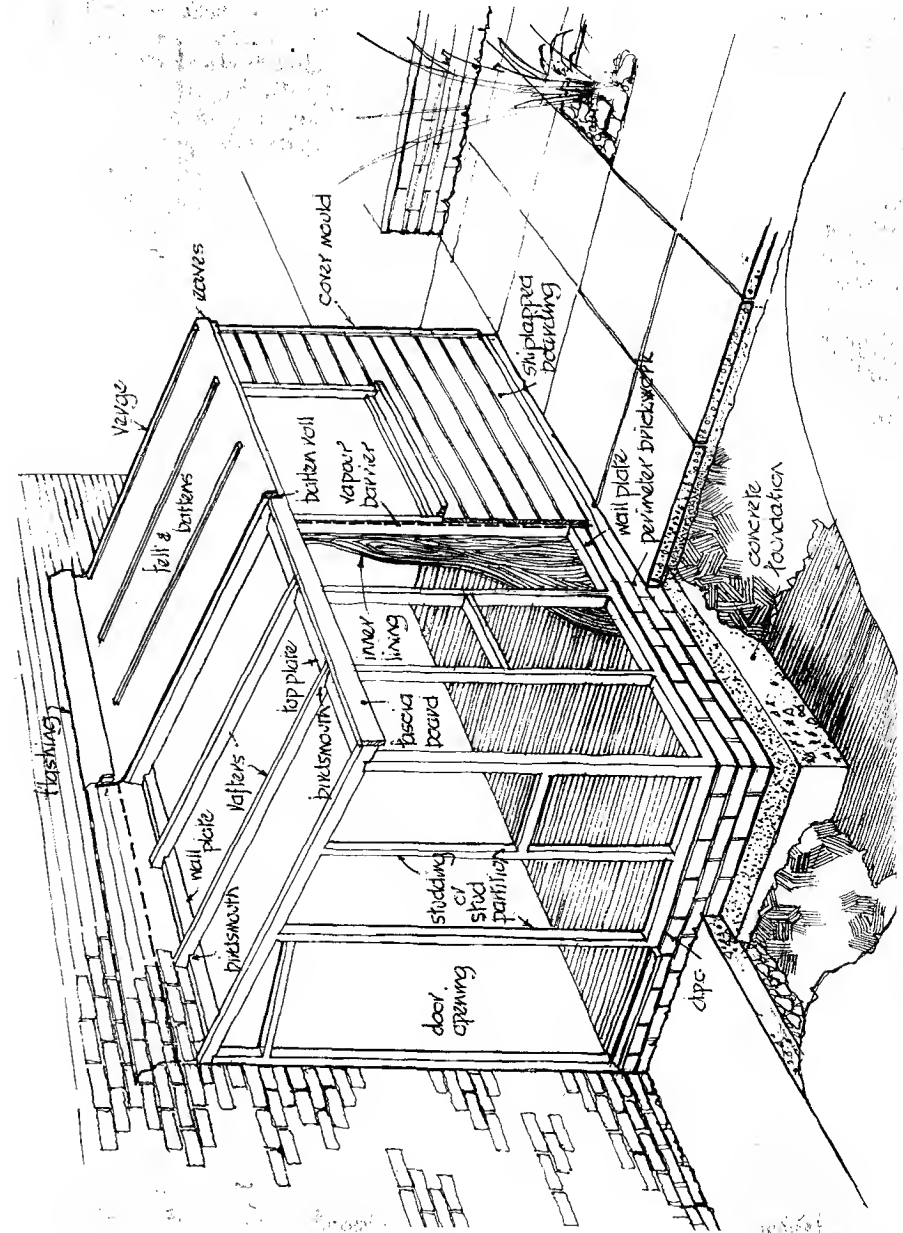 flashing
verge
eaves
felt &
battens
cover mould
wall plate
rafters
top plate
birdsmouth
birdsmouth
batten roll
vapour
barrier
inner
lining
fascia
board
shiplapped
boarding
wall plate
perimeter brickwork
studding
or
stud
partition
door
opening
concrete
foundation
d.p.c.